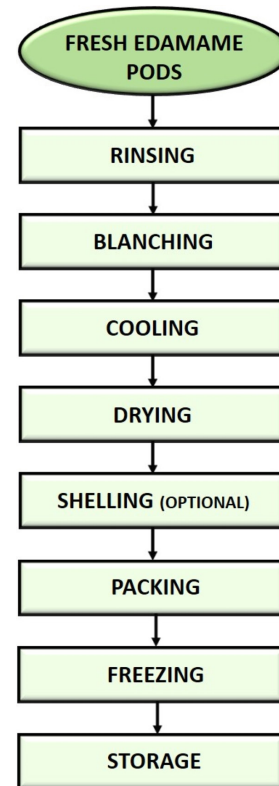 FRESH EDAMAME
PODS
RINSING
BLANCHING
COOLING
DRYING
SHELLING (OPTIONAL)
PACKING
FREEZING
STORAGE